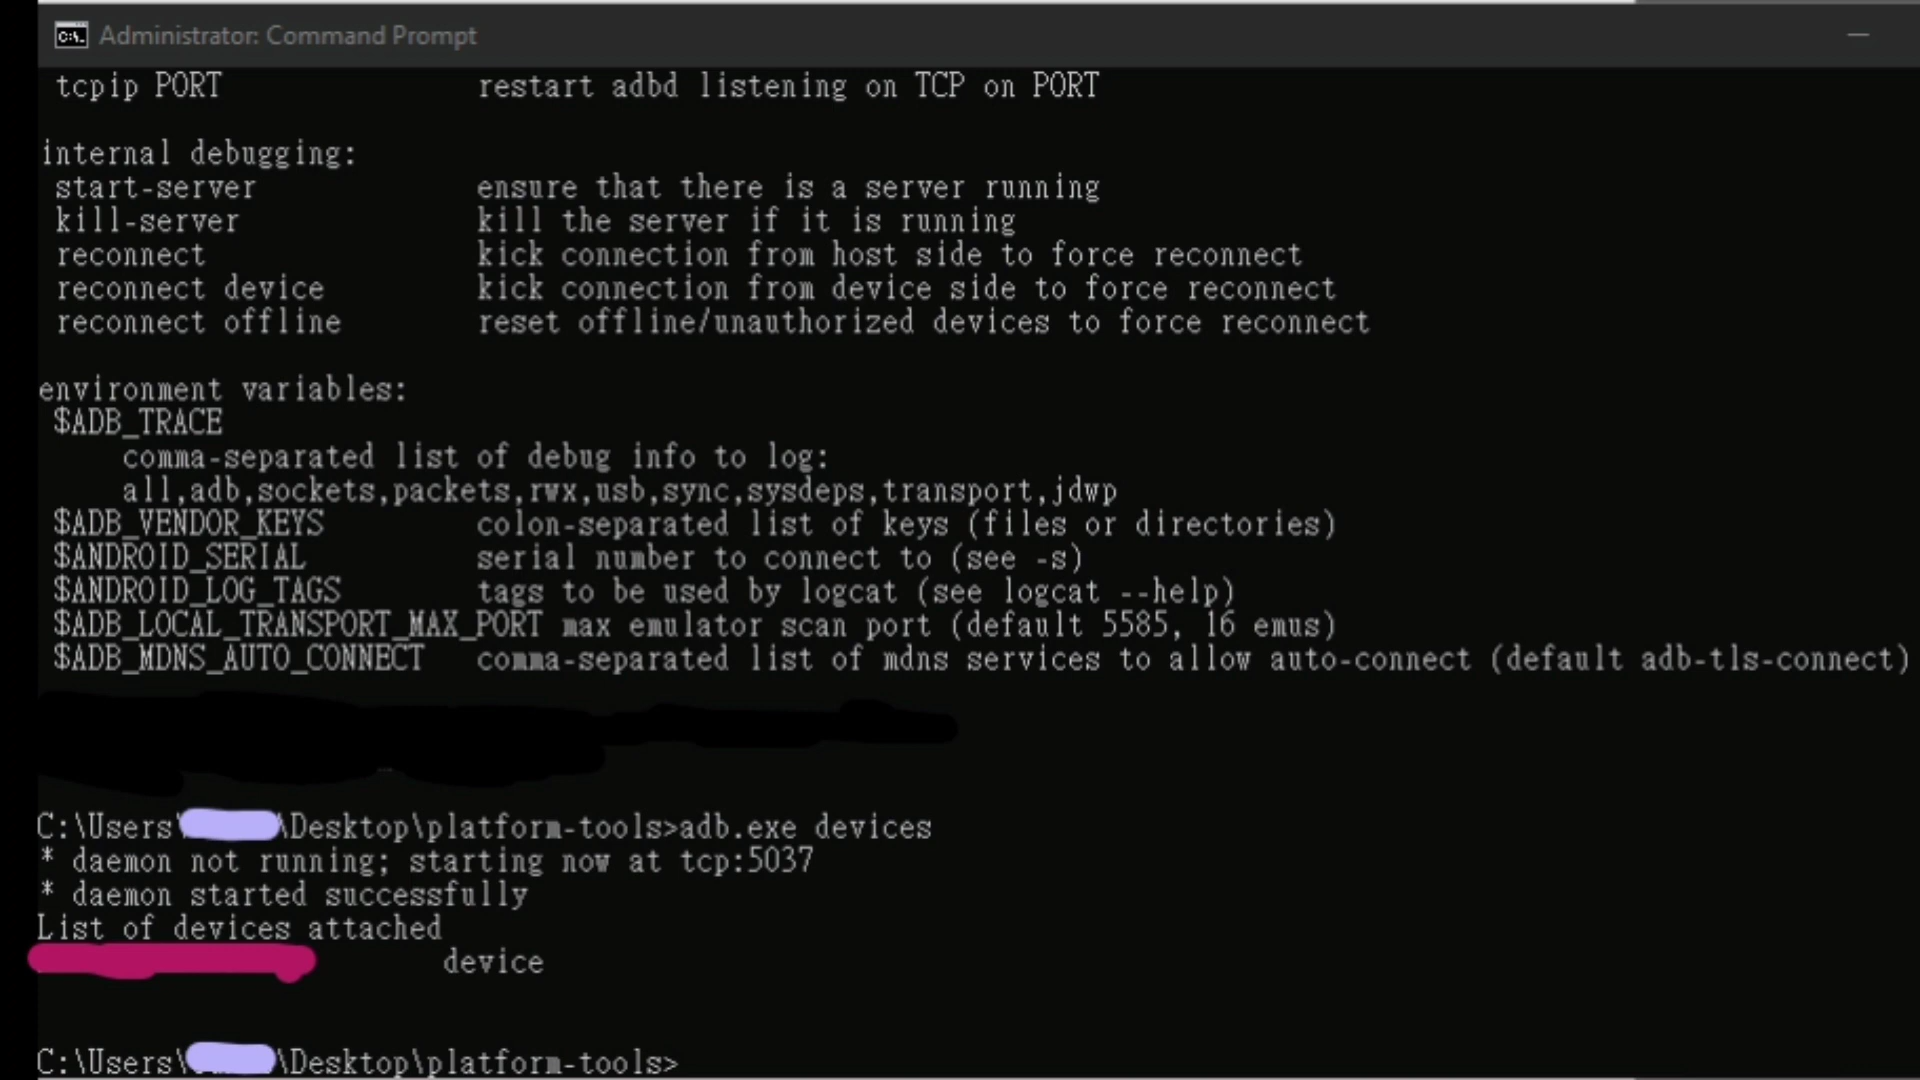 Administrator: Command Prompt
tcpip PORT restart adbd listening on TCP on PORT
internal debugging:
start-server ensure that there is a server running
kill-server kill the server if it is running
reconnect kick connection from host side to force reconnect
reconnect device kick connection from device side to force reconnect
reconnect offline reset offline/unauthorized devices to force reconnect
environment variables:
$ADB_TRACE
comma-separated list of debug info to log:
all,adb,sockets,packets,rwx,usb,sync,sysdeps,transport,jdwp
$ADB_VENDOR_KEYS colon-separated list of keys (files or directories)
$ANDROID_SERIAL serial number to connect to (see -s)
$ANDROID_LOG_TAGS tags to be used by logcat (see logcat --help)
$ADB_LOCAL_TRANSPORT_MAX_PORT max emulator scan port (default 5585, 16 emus)
$ADB_MDNS_AUTO_CONNECT comma-separated list of mdns services to allow auto-connect (default adb-tls-connect)
C:\Users\ \Desktop\platform-tools>adb.exe devices
* daemon not running; starting now at tcp:5037
* daemon started successfully
List of devices attached
device
C:\Users\ \Desktop\platform-tools>